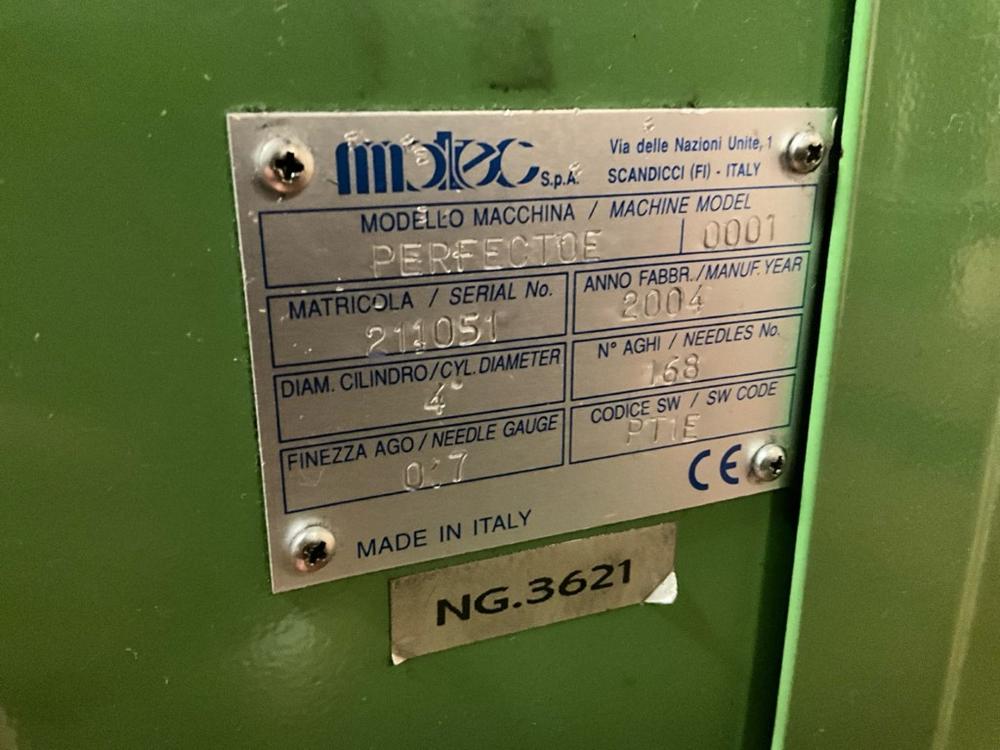 motec S.p.A.
Via delle Nazioni Unite, 1
SCANDICCI (FI) - ITALY
MODELLO MACCHINA / MACHINE MODEL
PERFECTOE 0001
MATRICOLA / SERIAL No.
211051
ANNO FABBR./MANUF. YEAR
2004
DIAM. CILINDRO/CYL. DIAMETER
4"
N° AGHI / NEEDLES No.
168
FINEZZA AGO / NEEDLE GAUGE
0.7
CODICE SW / SW CODE
PT1E
CE
MADE IN ITALY
NG.3621